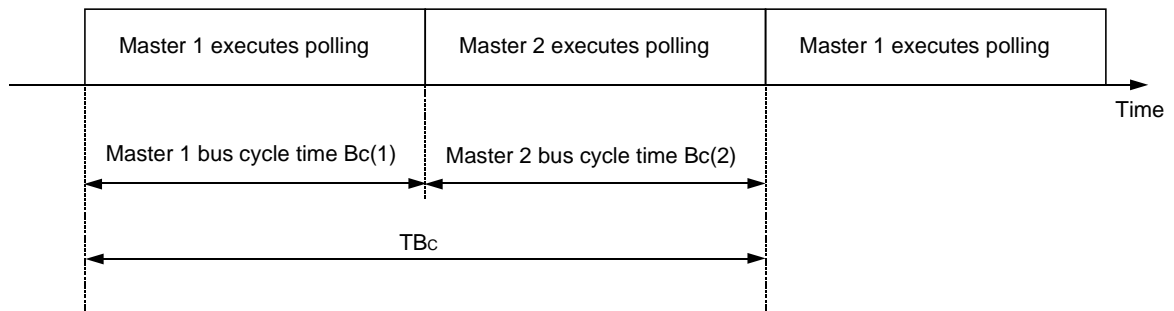 Master 1 executes polling
Master 2 executes polling
Master 1 executes polling
Time
Master 1 bus cycle time Bc(1)
Master 2 bus cycle time Bc(2)
TBc